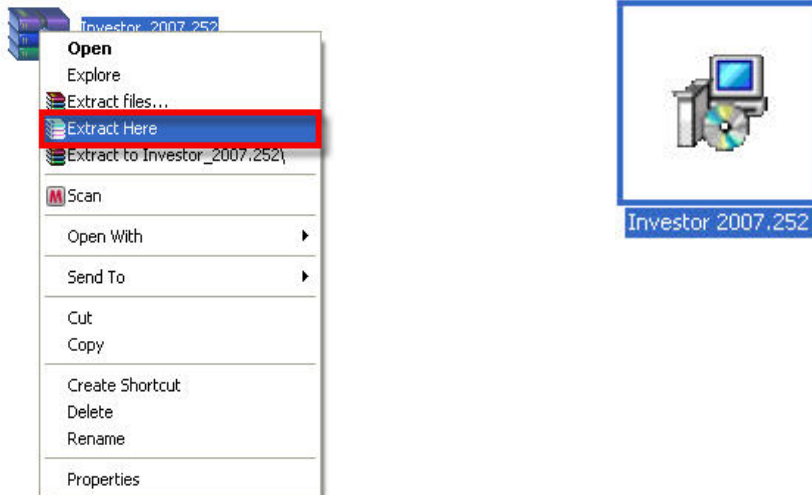 Investor_2007.252
Open
Explore
Extract files...
Extract Here
Extract to Investor_2007.252\
Scan
Open With
Send To
Cut
Copy
Create Shortcut
Delete
Rename
Properties
Investor 2007.252